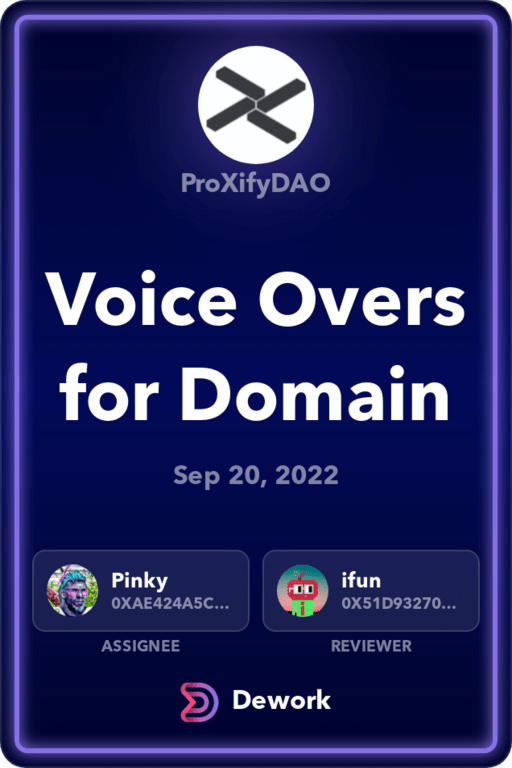 ProXifyDAO
Voice Overs
for Domain
Sep 20, 2022
Pinky
0XAE424A5C...
ASSIGNEE
ifun
0X51D93270...
REVIEWER
Dework